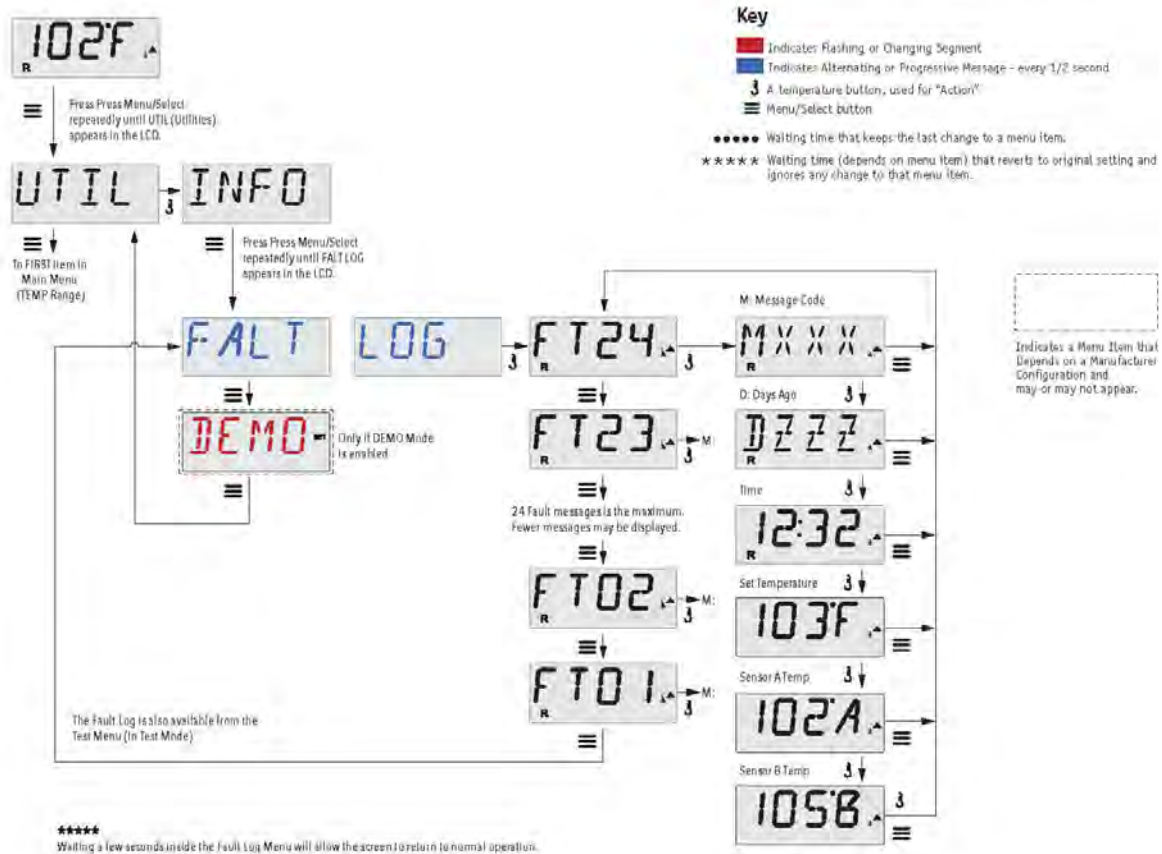 102°F
R
Press Press Menu/Select
repeatedly until UTIL (Utilities)
appears in the LCD.
UTIL
INFO
To FIRST item in
Main Menu
(TEMP Range)
Press Press Menu/Select
repeatedly until FALT LOG
appears in the LCD.
FALT
LOG
DEMO
SET
Only if DEMO Mode
is enabled
FT24
R
FT23
R
M:
24 Fault messages is the maximum.
Fewer messages may be displayed.
FT02
R
M:
FT01
R
M:
M: Message Code
MXXX
R
D: Days Ago
DZZZ
R
Time
12:32
R
Set Temperature
103°F
Sensor A Temp
102°A
Sensor B Temp
105°B
Key
Indicates Flashing or Changing Segment
Indicates Alternating or Progressive Message - every 1/2 second
A temperature button, used for "Action"
Menu/Select button
••••• Waiting time that keeps the last change to a menu item.
***** Waiting time (depends on menu item) that reverts to original setting and
ignores any change to that menu item.
Indicates a Menu Item that
Depends on a Manufacturer
Configuration and
may or may not appear.
The Fault Log is also available from the
Test Menu (In Test Mode)
*****
Waiting a few seconds inside the Fault Log Menu will allow the screen to return to normal operation.